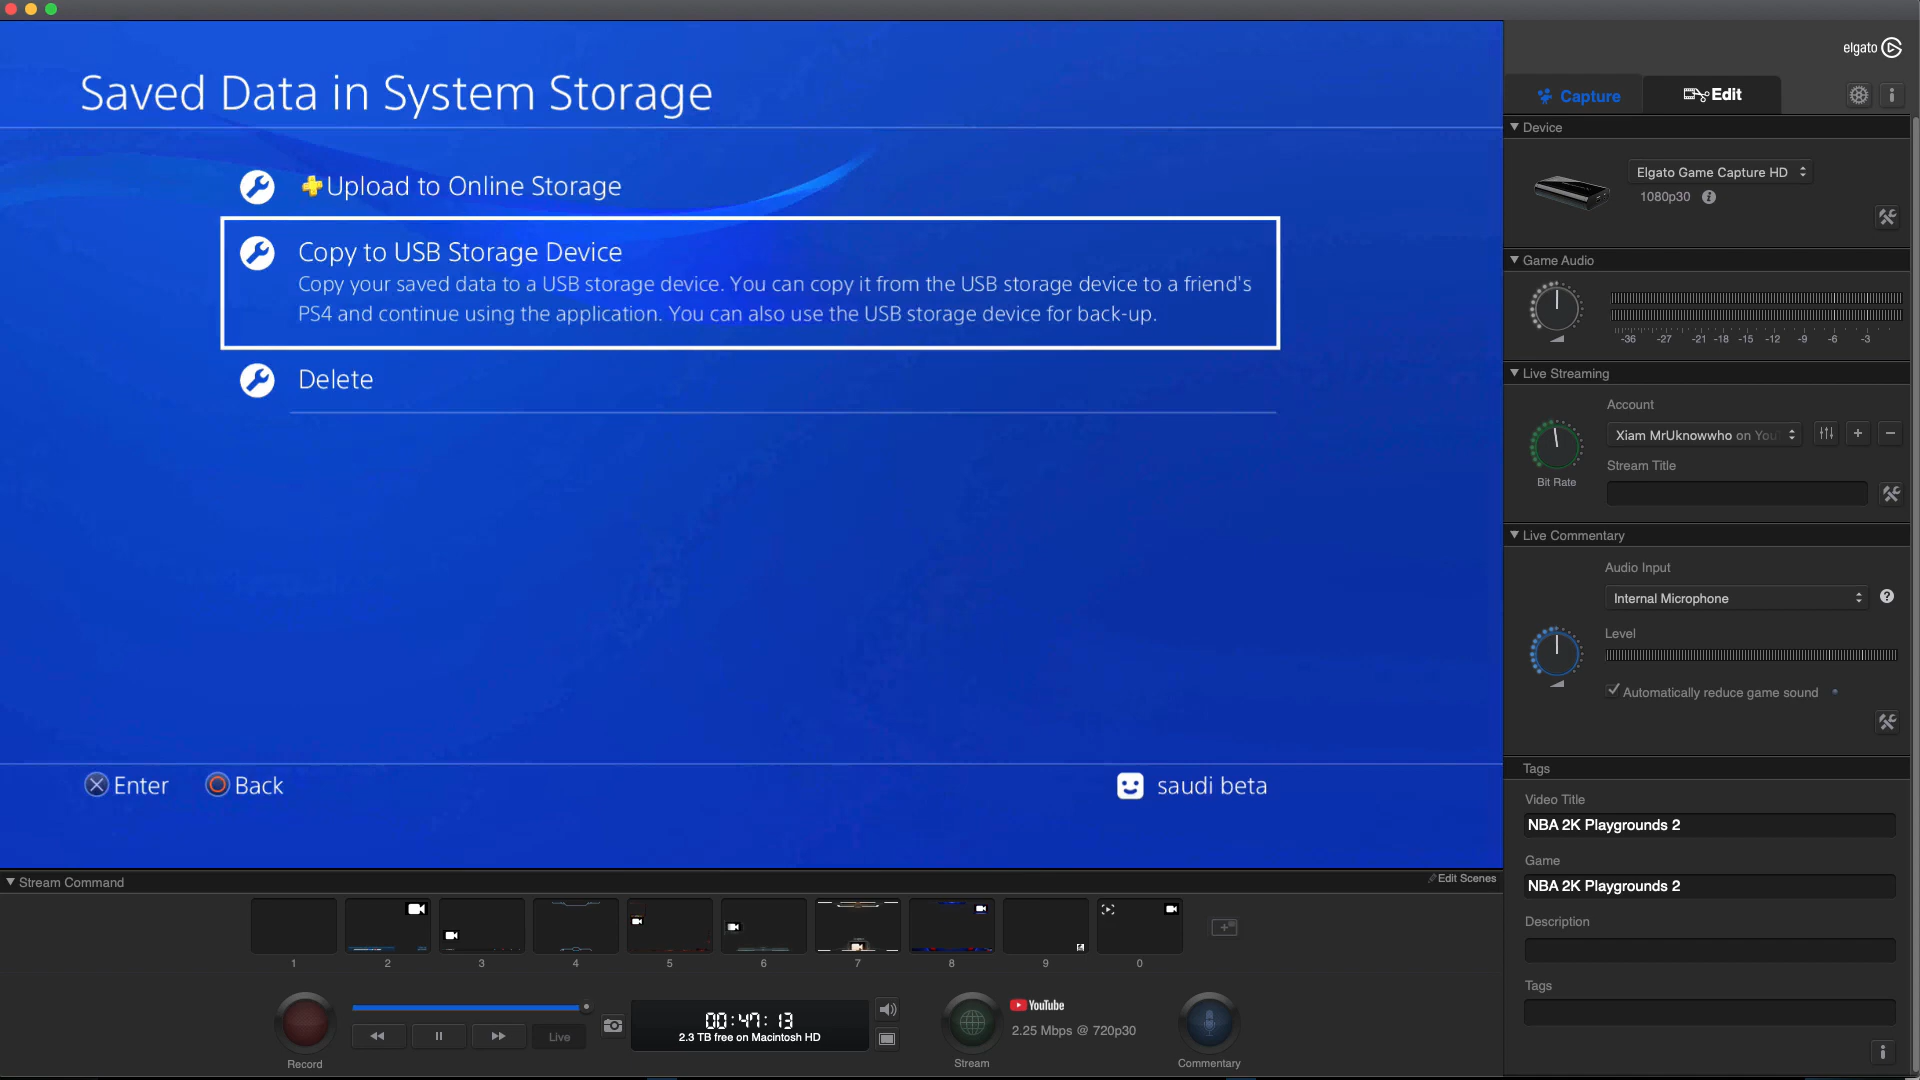 elgato
Capture
Edit
Saved Data in System Storage
Upload to Online Storage
Copy to USB Storage Device
Copy your saved data to a USB storage device. You can copy it from the USB storage device to a friend's
PS4 and continue using the application. You can also use the USB storage device for back-up.
Delete
Enter
Back
saudi beta
Device
Elgato Game Capture HD
1080p30
Game Audio
-36 -27 -21 -18 -15 -12 -9 -6 -3
Live Streaming
Account
Xiam MrUknowwho on You
Stream Title
Bit Rate
Live Commentary
Audio Input
Internal Microphone
Level
Automatically reduce game sound
Tags
Video Title
NBA 2K Playgrounds 2
Game
NBA 2K Playgrounds 2
Description
Tags
Stream Command
Edit Scenes
1 2 3 4 5 6 7 8 9 0
Record
Live
00:47:13
2.3 TB free on Macintosh HD
Stream
YouTube
2.25 Mbps @ 720p30
Commentary